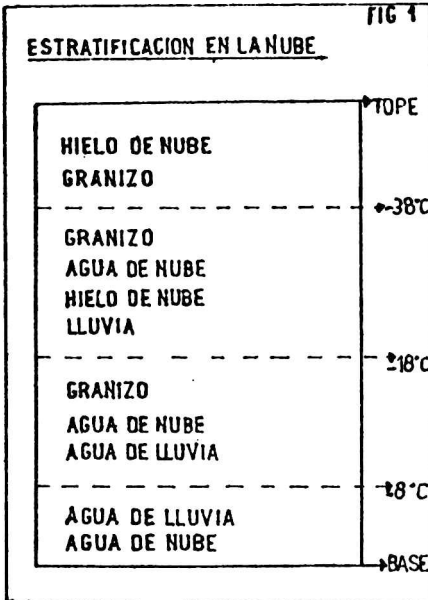 FIG 1
ESTRATIFICACION EN LA NUBE
TOPE
HIELO DE NUBE
GRANIZO
-38°C
GRANIZO
AGUA DE NUBE
HIELO DE NUBE
LLUVIA
-18°C
GRANIZO
AGUA DE NUBE
AGUA DE LLUVIA
8°C
AGUA DE LLUVIA
AGUA DE NUBE
BASE